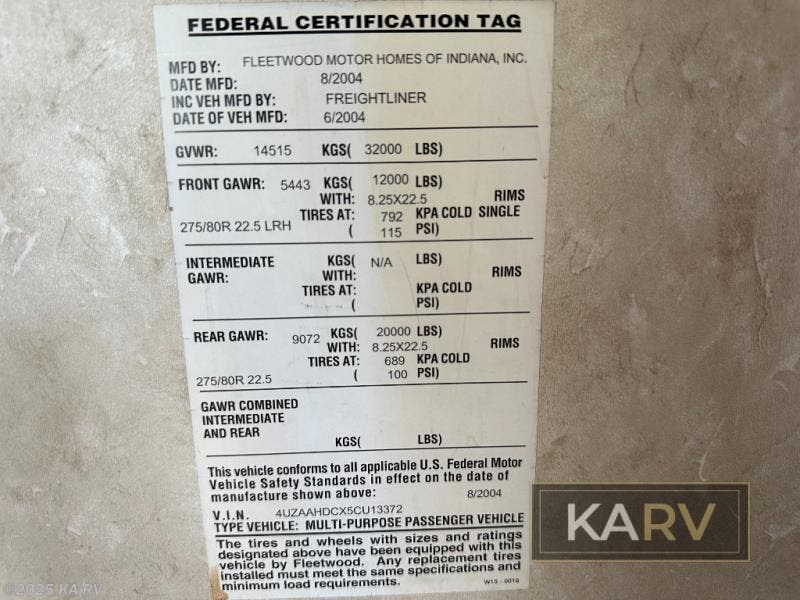 FEDERAL CERTIFICATION TAG
MFD BY: FLEETWOOD MOTOR HOMES OF INDIANA, INC.
DATE MFD: 8/2004
INC VEH MFD BY: FREIGHTLINER
DATE OF VEH MFD: 6/2004
GVWR: 14515 KGS( 32000 LBS)
FRONT GAWR: 5443 KGS( 12000 LBS)
WITH: 8.25X22.5 RIMS
TIRES AT: 792 KPA COLD SINGLE
275/80R 22.5 LRH ( 115 PSI)
INTERMEDIATE KGS( N/A LBS)
GAWR: WITH: RIMS
TIRES AT: KPA COLD
( PSI)
REAR GAWR: 9072 KGS( 20000 LBS)
WITH: 8.25X22.5 RIMS
TIRES AT: 689 KPA COLD
275/80R 22.5 ( 100 PSI)
GAWR COMBINED
INTERMEDIATE
AND REAR
KGS( LBS)
This vehicle conforms to all applicable U.S. Federal Motor
Vehicle Safety Standards in effect on the date of
manufacture shown above: 8/2004
V.I.N. 4UZAAHDCX5CU13372
TYPE VEHICLE: MULTI-PURPOSE PASSENGER VEHICLE
The tires and wheels with sizes and ratings
designated above have been equipped with this
vehicle by Fleetwood. Any replacement tires
installed must meet the same specifications and
minimum load requirements. W15 - 0016
KARV
©2025 KA RV